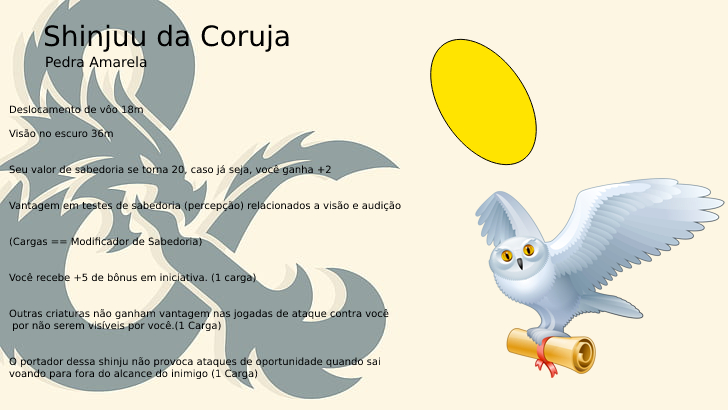 Shinjuu da Coruja
Pedra Amarela
Deslocamento de vôo 18m
Visão no escuro 36m
Seu valor de sabedoria se torna 20, caso já seja, você ganha +2
Vantagem em testes de sabedoria (percepção) relacionados a visão e audição
(Cargas == Modificador de Sabedoria)
Você recebe +5 de bônus em iniciativa. (1 carga)
Outras criaturas não ganham vantagem nas jogadas de ataque contra você
por não serem visíveis por você.(1 Carga)
O portador dessa shinju não provoca ataques de oportunidade quando sai
voando para fora do alcance do inimigo (1 Carga)